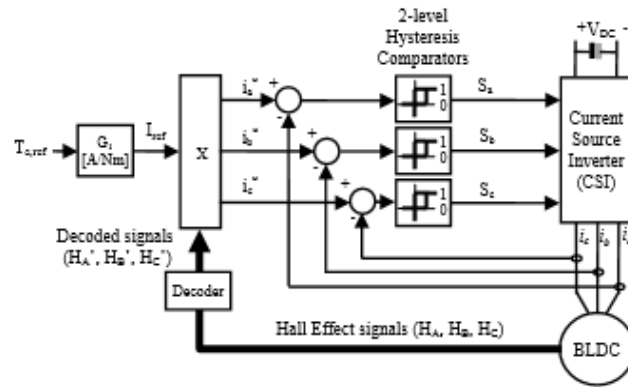 2-level
Hysteresis
Comparators
+VDC -
ia*
+
-
1
0
Sa
Te,ref
Gi
[A/Nm]
Iref
X
ib*
+
-
1
0
Sb
Current
Source
Inverter
(CSI)
ic*
+
-
1
0
Sc
ic
ib
Decoded signals
(HA', HB', HC')
Decoder
Hall Effect signals (HA, HB, HC)
BLDC